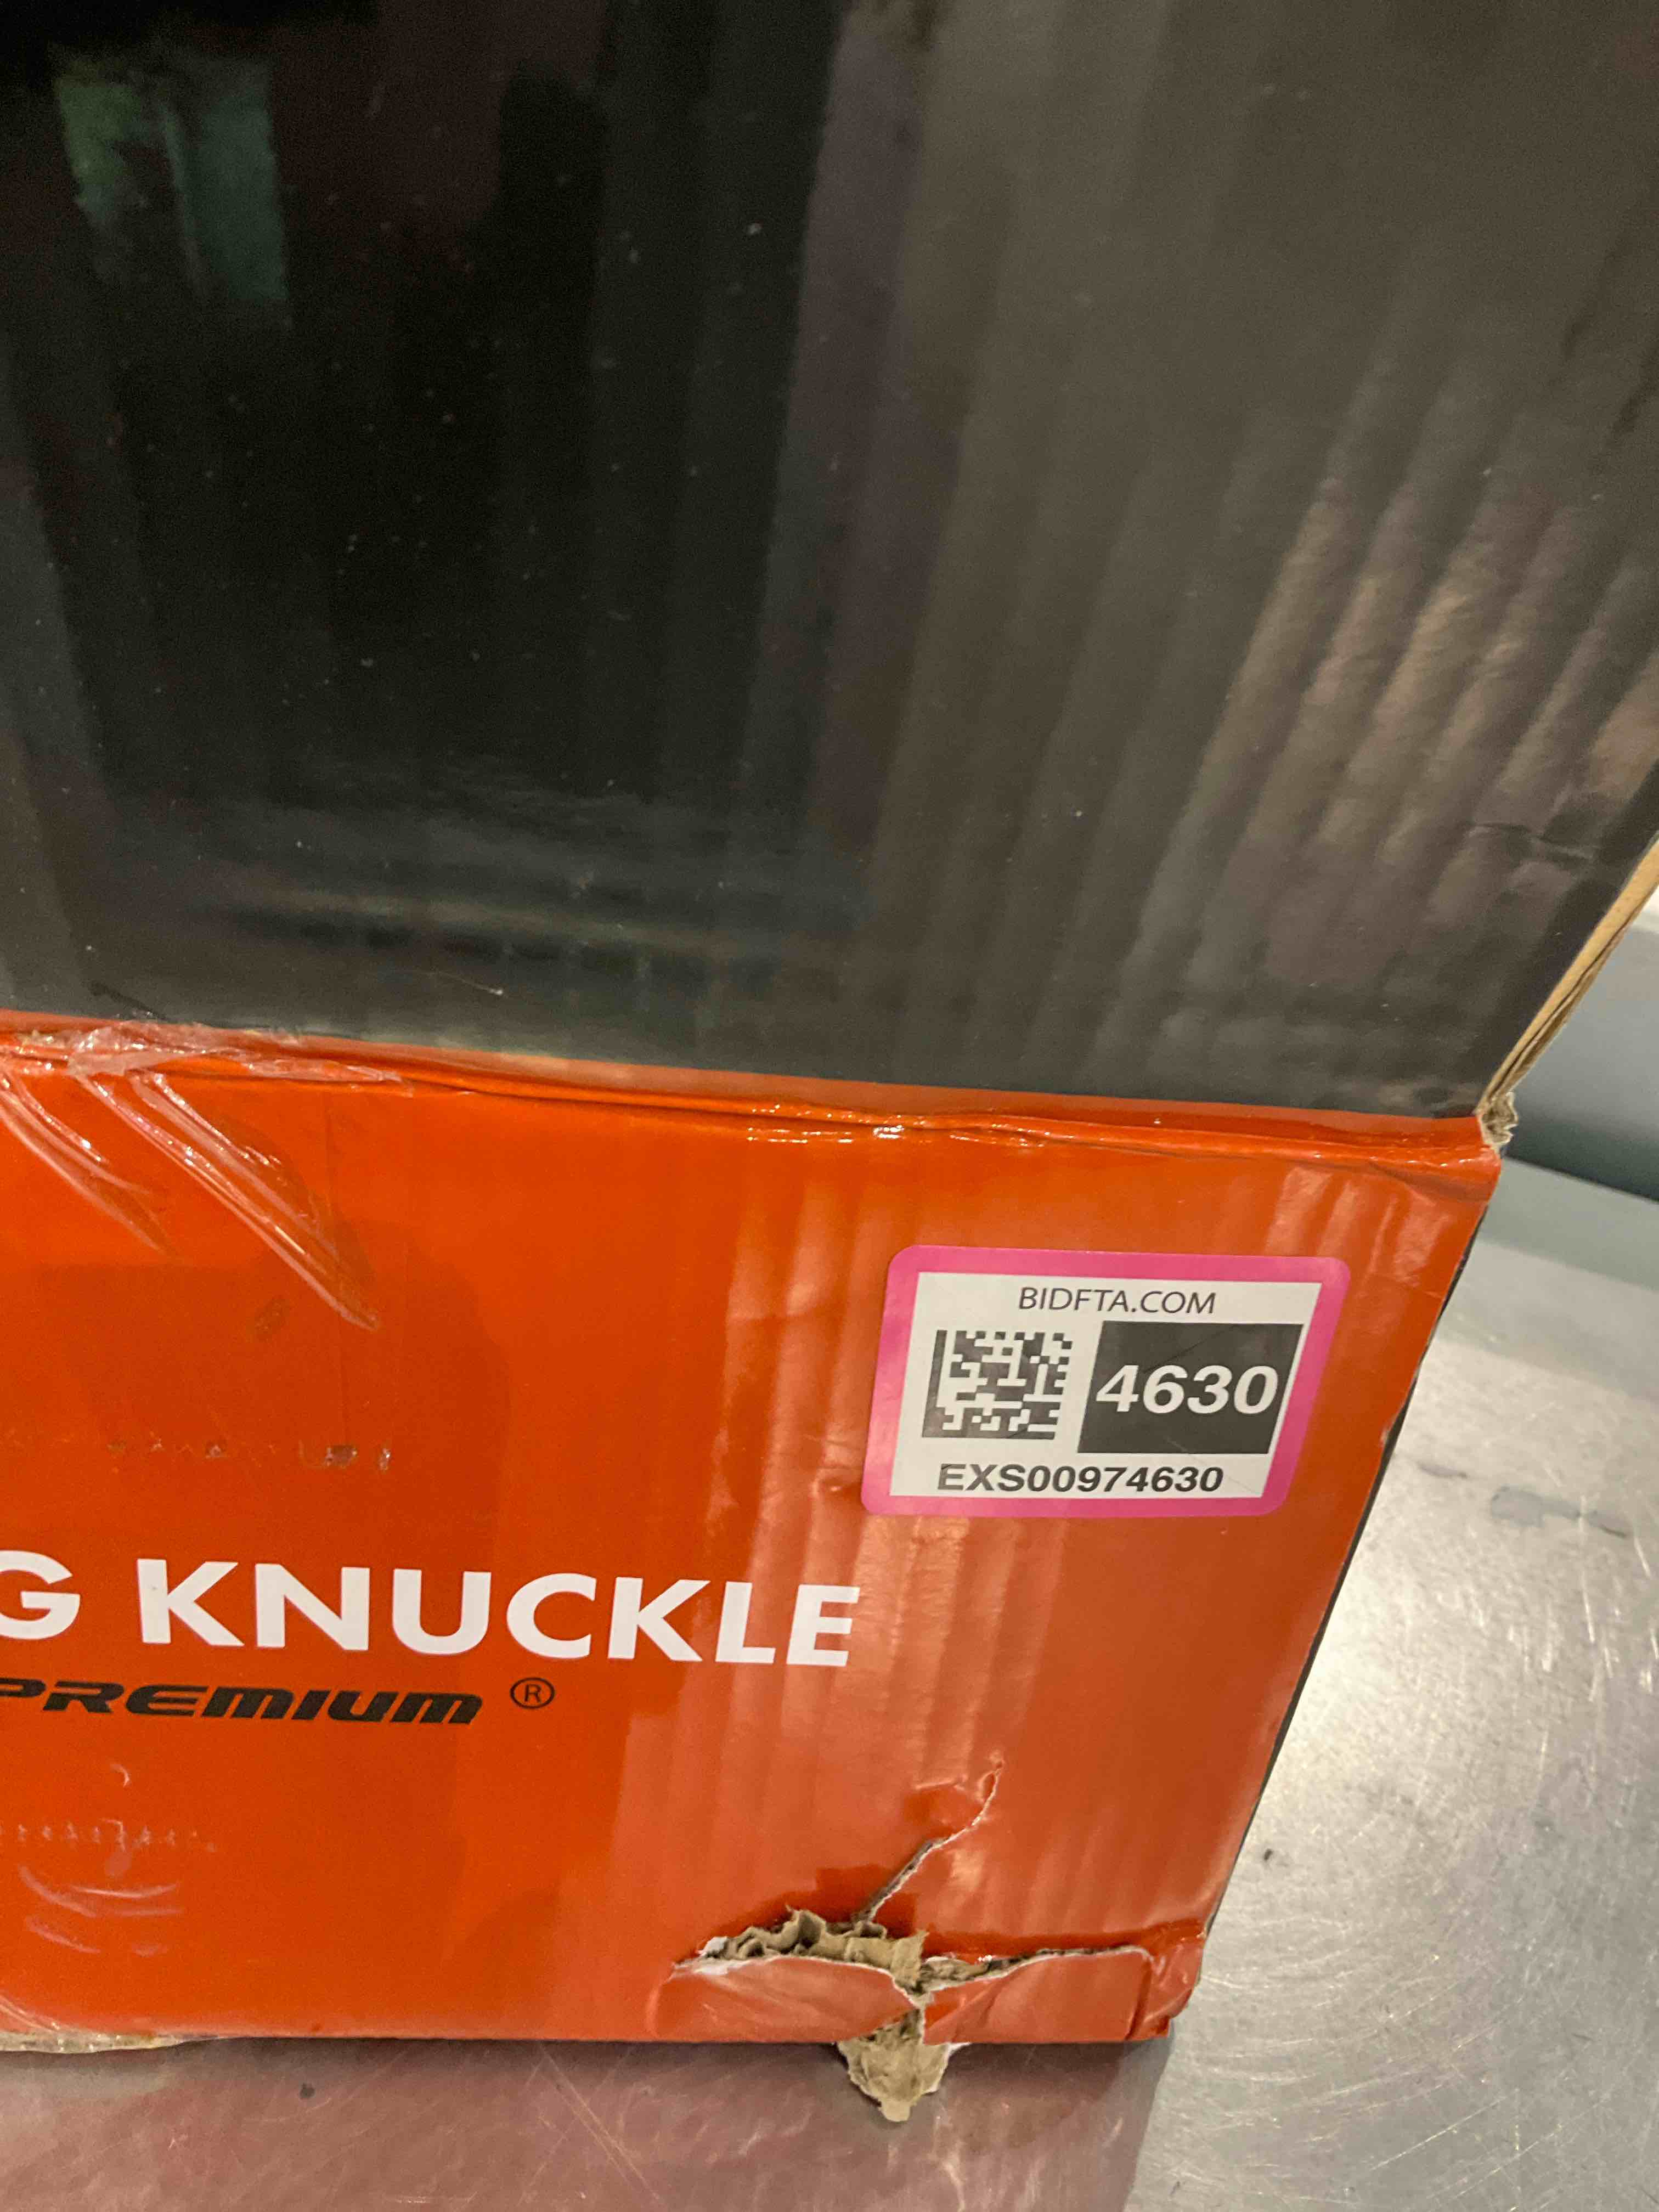 BIDFTA.COM
4630
EXS00974630
G KNUCKLE
PREMIUM ®